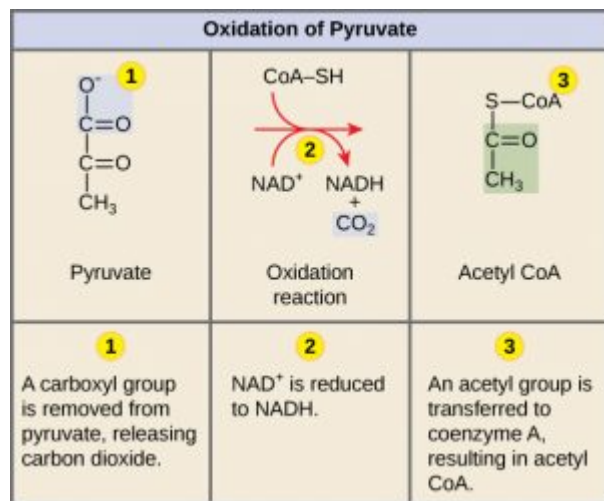 Oxidation of Pyruvate
1
O⁻
C=O
C=O
CH₃
Pyruvate
CoA–SH
2
NAD⁺ NADH
+
CO₂
Oxidation
reaction
3
S—CoA
C=O
CH₃
Acetyl CoA
1
A carboxyl group
is removed from
pyruvate, releasing
carbon dioxide.
2
NAD⁺ is reduced
to NADH.
3
An acetyl group is
transferred to
coenzyme A,
resulting in acetyl
CoA.